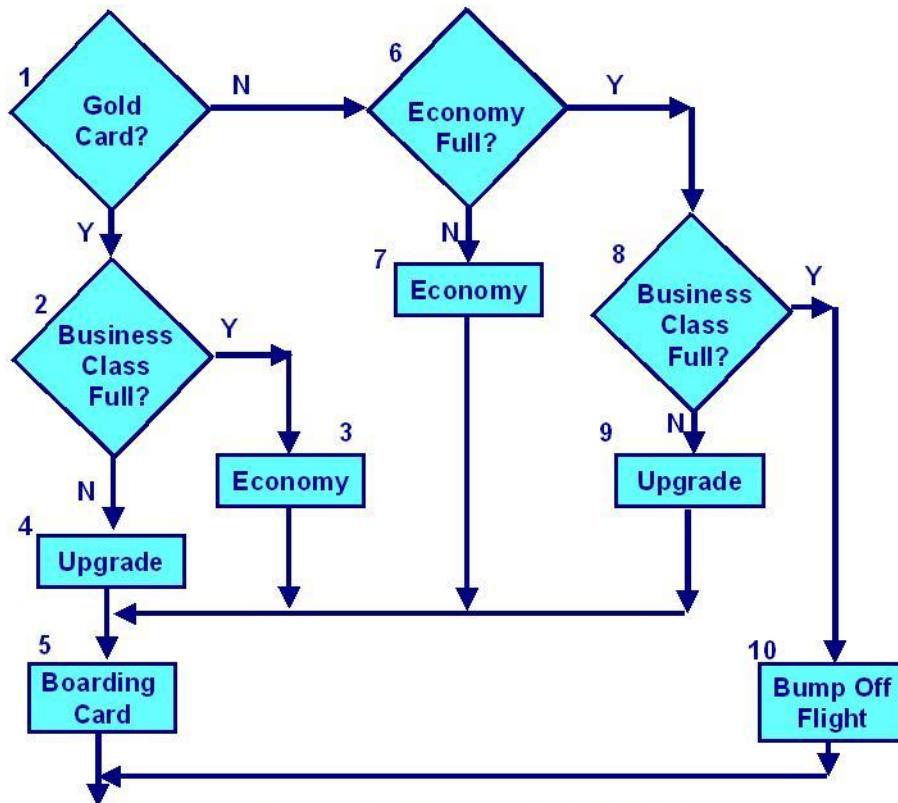 1
Gold
Card?
N
6
Economy
Full?
Y
Y
N
2
Business
Class
Full?
Y
7
Economy
8
Business
Class
Full?
Y
N
3
Economy
N
9
Upgrade
4
Upgrade
5
Boarding
Card
10
Bump Off
Flight